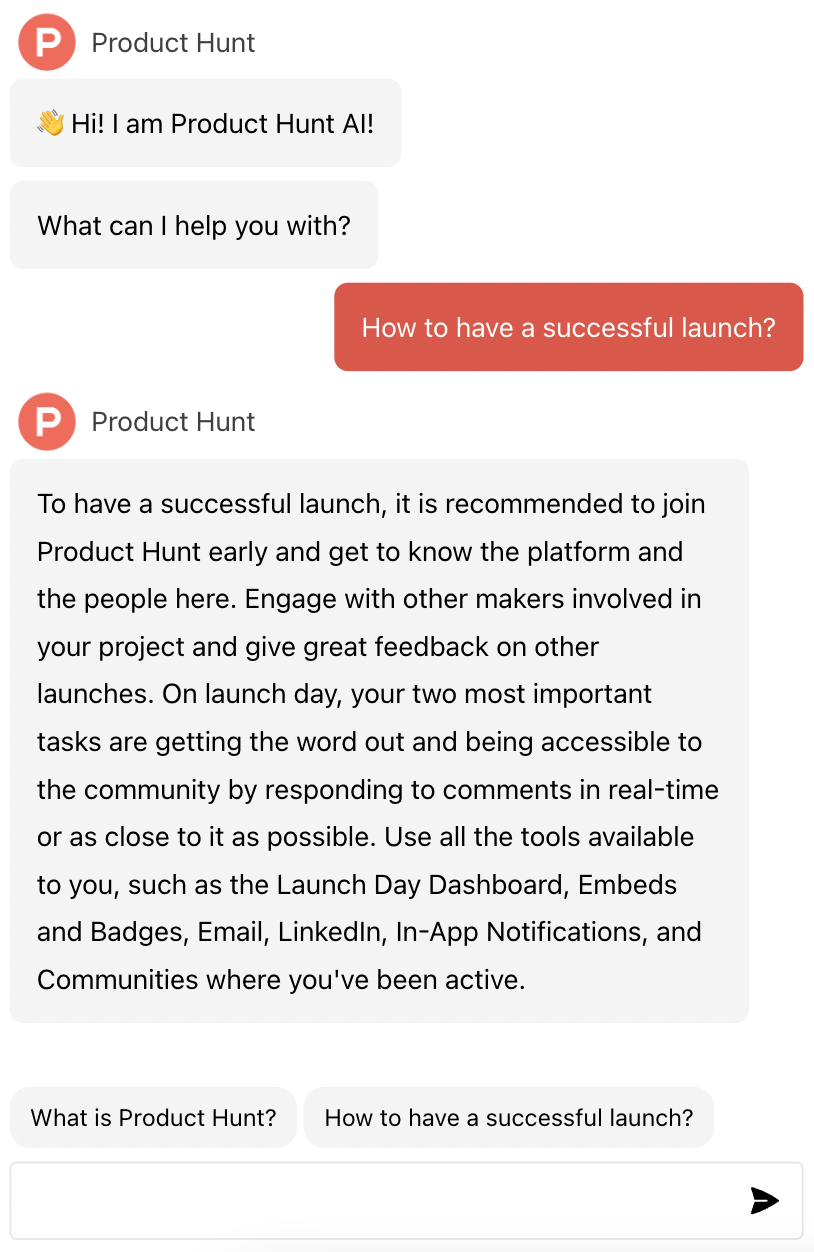 P Product Hunt
👋 Hi! I am Product Hunt AI!
What can I help you with?
How to have a successful launch?
P Product Hunt
To have a successful launch, it is recommended to join
Product Hunt early and get to know the platform and
the people here. Engage with other makers involved in
your project and give great feedback on other
launches. On launch day, your two most important
tasks are getting the word out and being accessible to
the community by responding to comments in real-time
or as close to it as possible. Use all the tools available
to you, such as the Launch Day Dashboard, Embeds
and Badges, Email, LinkedIn, In-App Notifications, and
Communities where you've been active.
What is Product Hunt? How to have a successful launch?